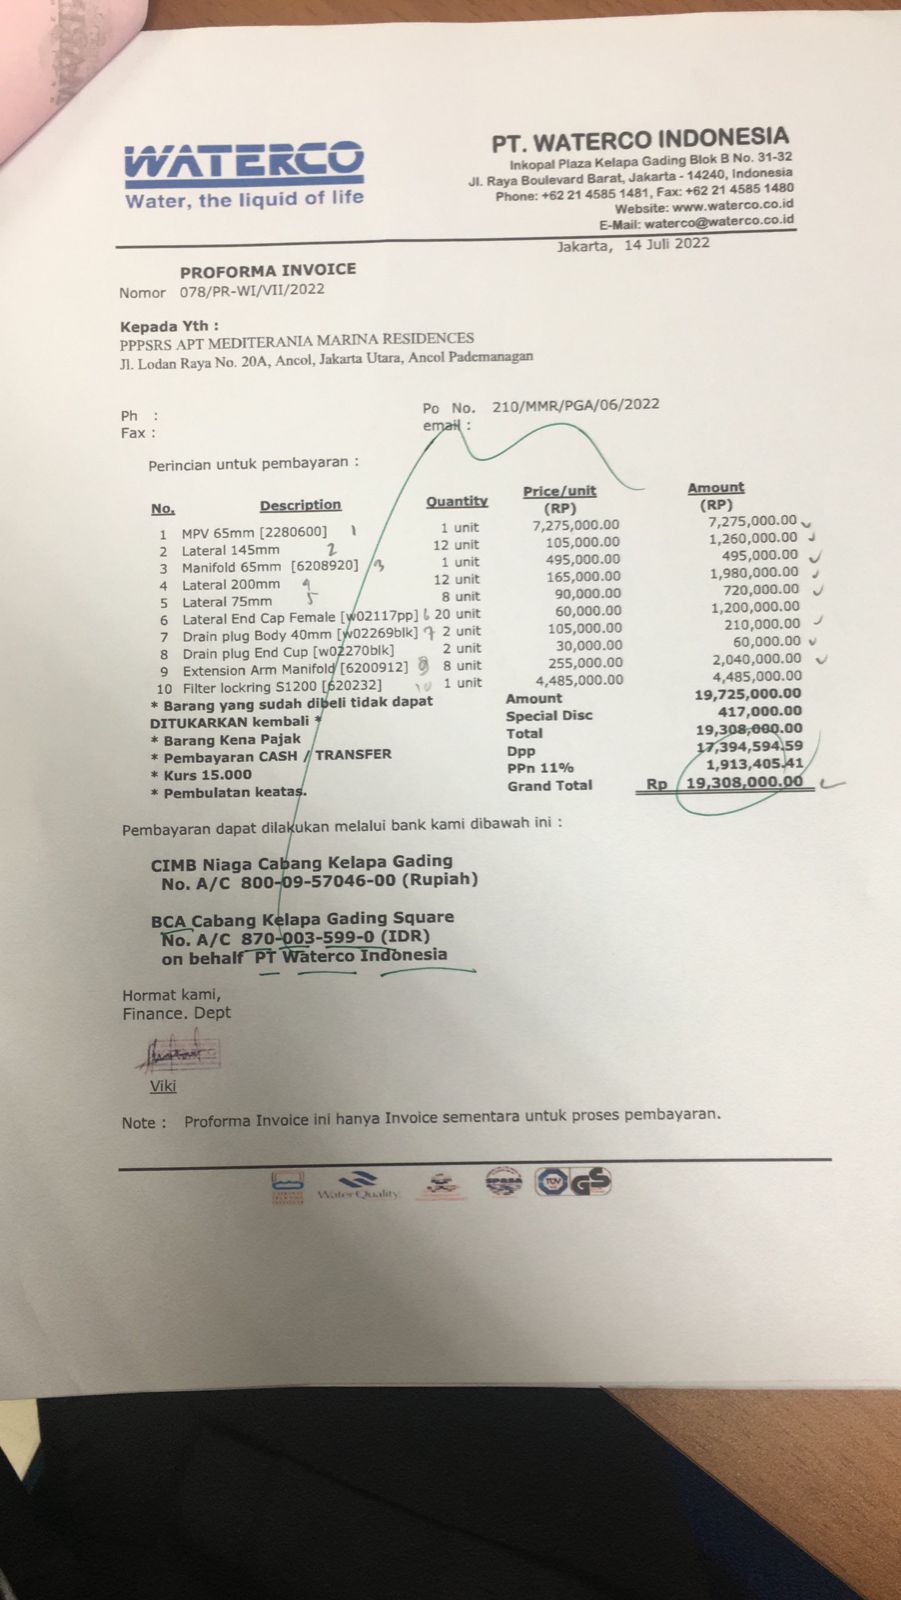 WATERCO
Water, the liquid of life
PT. WATERCO INDONESIA
Inkopal Plaza Kelapa Gading Blok B No. 31-32
Jl. Raya Boulevard Barat, Jakarta - 14240, Indonesia
Phone: +62 21 4585 1481, Fax: +62 21 4585 1480
Website: www.waterco.co.id
E-Mail: waterco@waterco.co.id
Jakarta, 14 Juli 2022
PROFORMA INVOICE
Nomor 078/PR-WI/VII/2022
Kepada Yth :
PPPSRS APT MEDITERANIA MARINA RESIDENCES
Jl. Lodan Raya No. 20A, Ancol, Jakarta Utara, Ancol Pademanagan
Ph :
Po No. 210/MMR/PGA/06/2022
Fax :
email :
Perincian untuk pembayaran :
No. Description Quantity Price/unit (RP) Amount (RP)
1 MPV 65mm [2280600] 1 1 unit 7,275,000.00 7,275,000.00
2 Lateral 145mm 2 12 unit 105,000.00 1,260,000.00
3 Manifold 65mm [6208920] 3 1 unit 495,000.00 495,000.00
4 Lateral 200mm 4 12 unit 165,000.00 1,980,000.00
5 Lateral 75mm 5 8 unit 90,000.00 720,000.00
6 Lateral End Cap Female [w02117pp] 6 20 unit 60,000.00 1,200,000.00
7 Drain plug Body 40mm [w02269blk] 7 2 unit 105,000.00 210,000.00
8 Drain plug End Cup [w02270blk] 2 unit 30,000.00 60,000.00
9 Extension Arm Manifold [6200912] 8 unit 255,000.00 2,040,000.00
10 Filter lockring S1200 [620232] 10 1 unit 4,485,000.00 4,485,000.00
* Barang yang sudah dibeli tidak dapat Amount 19,725,000.00
DITUKARKAN kembali * Special Disc 417,000.00
* Barang Kena Pajak Total 19,308,000.00
* Pembayaran CASH / TRANSFER Dpp 17,394,594.59
* Kurs 15.000 PPn 11% 1,913,405.41
* Pembulatan keatas. Grand Total Rp 19,308,000.00
Pembayaran dapat dilakukan melalui bank kami dibawah ini :
CIMB Niaga Cabang Kelapa Gading
No. A/C 800-09-57046-00 (Rupiah)
BCA Cabang Kelapa Gading Square
No. A/C 870-003-599-0 (IDR)
on behalf PT Waterco Indonesia
Hormat kami,
Finance. Dept
Viki
Note : Proforma Invoice ini hanya Invoice sementara untuk proses pembayaran.
Water Quality
SPASA
TÜV GS